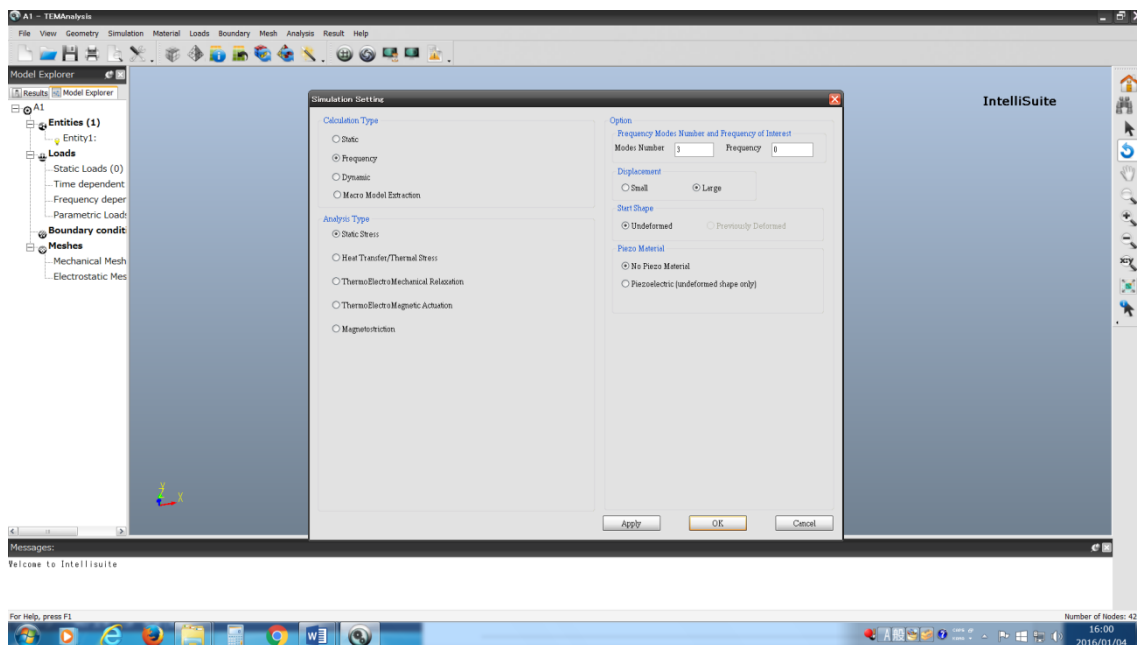 A1 - TEMAnalysis
File View Geometry Simulation Material Loads Boundary Mesh Analysis Result Help
Model Explorer
Results Model Explorer
A1
Entities (1)
Entity1:
Loads
Static Loads (0)
Time dependent
Frequency deper
Parametric Loads
Boundary conditi
Meshes
Mechanical Mesh
Electrostatic Mes
IntelliSuite
Simulation Setting
Calculation Type
Static
Frequency
Dynamic
Macro Model Extraction
Analysis Type
Static Stress
Heat Transfer/Thermal Stress
ThermoElectroMechanical Relaxation
ThermoElectroMagnetic Actuation
Magnetostriction
Option
Frequency Modes Number and Frequency of Interest
Modes Number 3 Frequency 0
Displacement
Small Large
Start Shape
Undeformed Previously Deformed
Piezo Material
No Piezo Material
Piezoelectric (undeformed shape only)
Apply OK Cancel
Y
Z X
Messages:
Welcome to Intellisuite
For Help, press F1
Number of Nodes: 42
16:00
2016/01/04